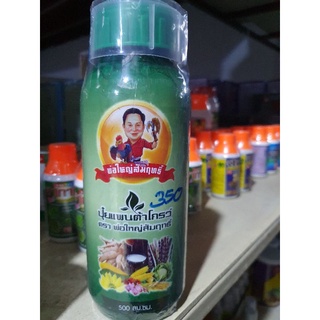 พ่อใหญ่สัมฤทธิ์
350
ปุ๋ยแพนด้าโกรว์
ตรา พ่อใหญ่สัมฤทธิ์
500 ลบ.ซม.